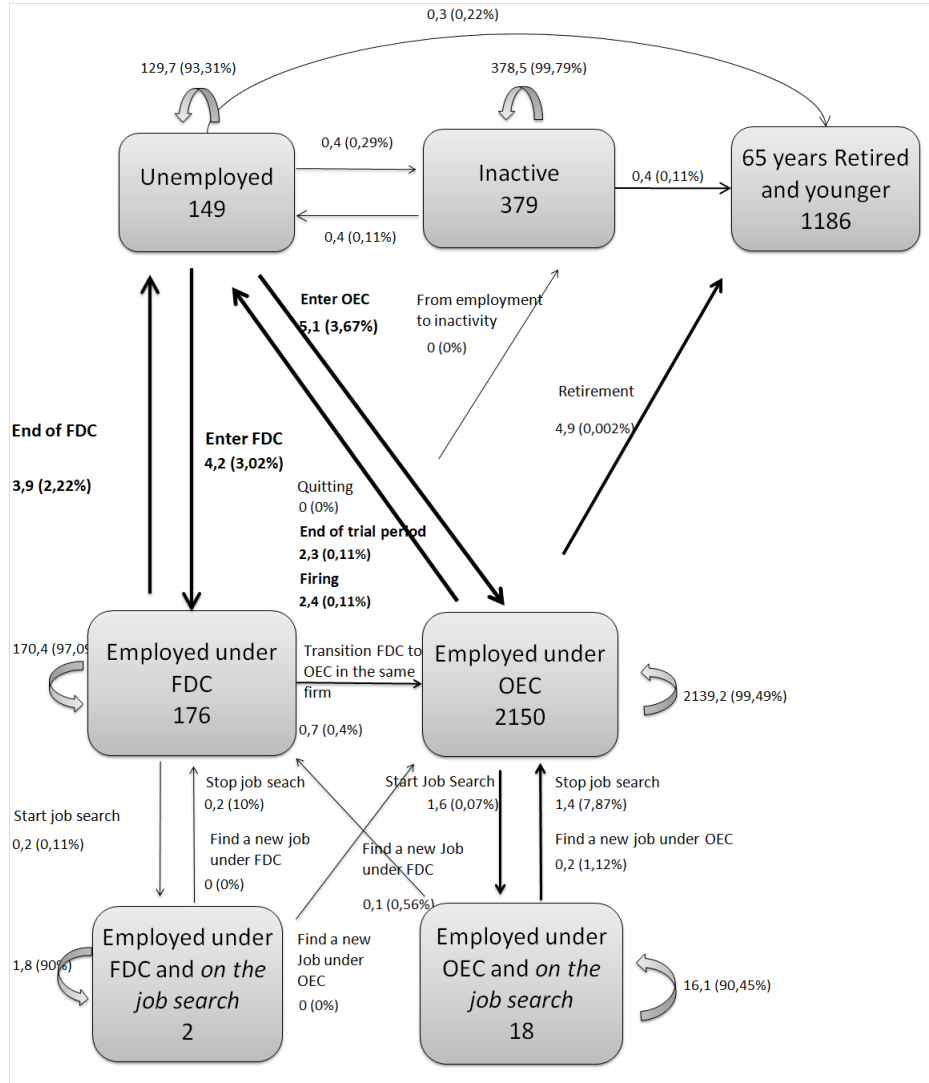 0,3 (0,22%)
129,7 (93,31%)
378,5 (99,79%)
Unemployed
149
0,4 (0,29%)
0,4 (0,11%)
Inactive
379
0,4 (0,11%)
65 years Retired
and younger
1186
Enter OEC
5,1 (3,67%)
From employment
to inactivity
0 (0%)
Retirement
4,9 (0,002%)
End of FDC
3,9 (2,22%)
Enter FDC
4,2 (3,02%)
Quitting
0 (0%)
End of trial period
2,3 (0,11%)
Firing
2,4 (0,11%)
170,4 (97,09
Employed under
FDC
176
Transition FDC to
OEC in the same
firm
0,7 (0,4%)
Employed under
OEC
2150
2139,2 (99,49%)
Start job search
0,2 (0,11%)
Stop job seach
0,2 (10%)
Find a new job
under FDC
0 (0%)
Start Job Search
1,6 (0,07%)
Find a new Job
under FDC
0,1 (0,56%)
Stop job search
1,4 (7,87%)
Find a new job under OEC
0,2 (1,12%)
1,8 (90%)
Employed under
FDC and on the
job search
2
Find a new
Job under
OEC
0 (0%)
Employed under
OEC and on the
job search
18
16,1 (90,45%)